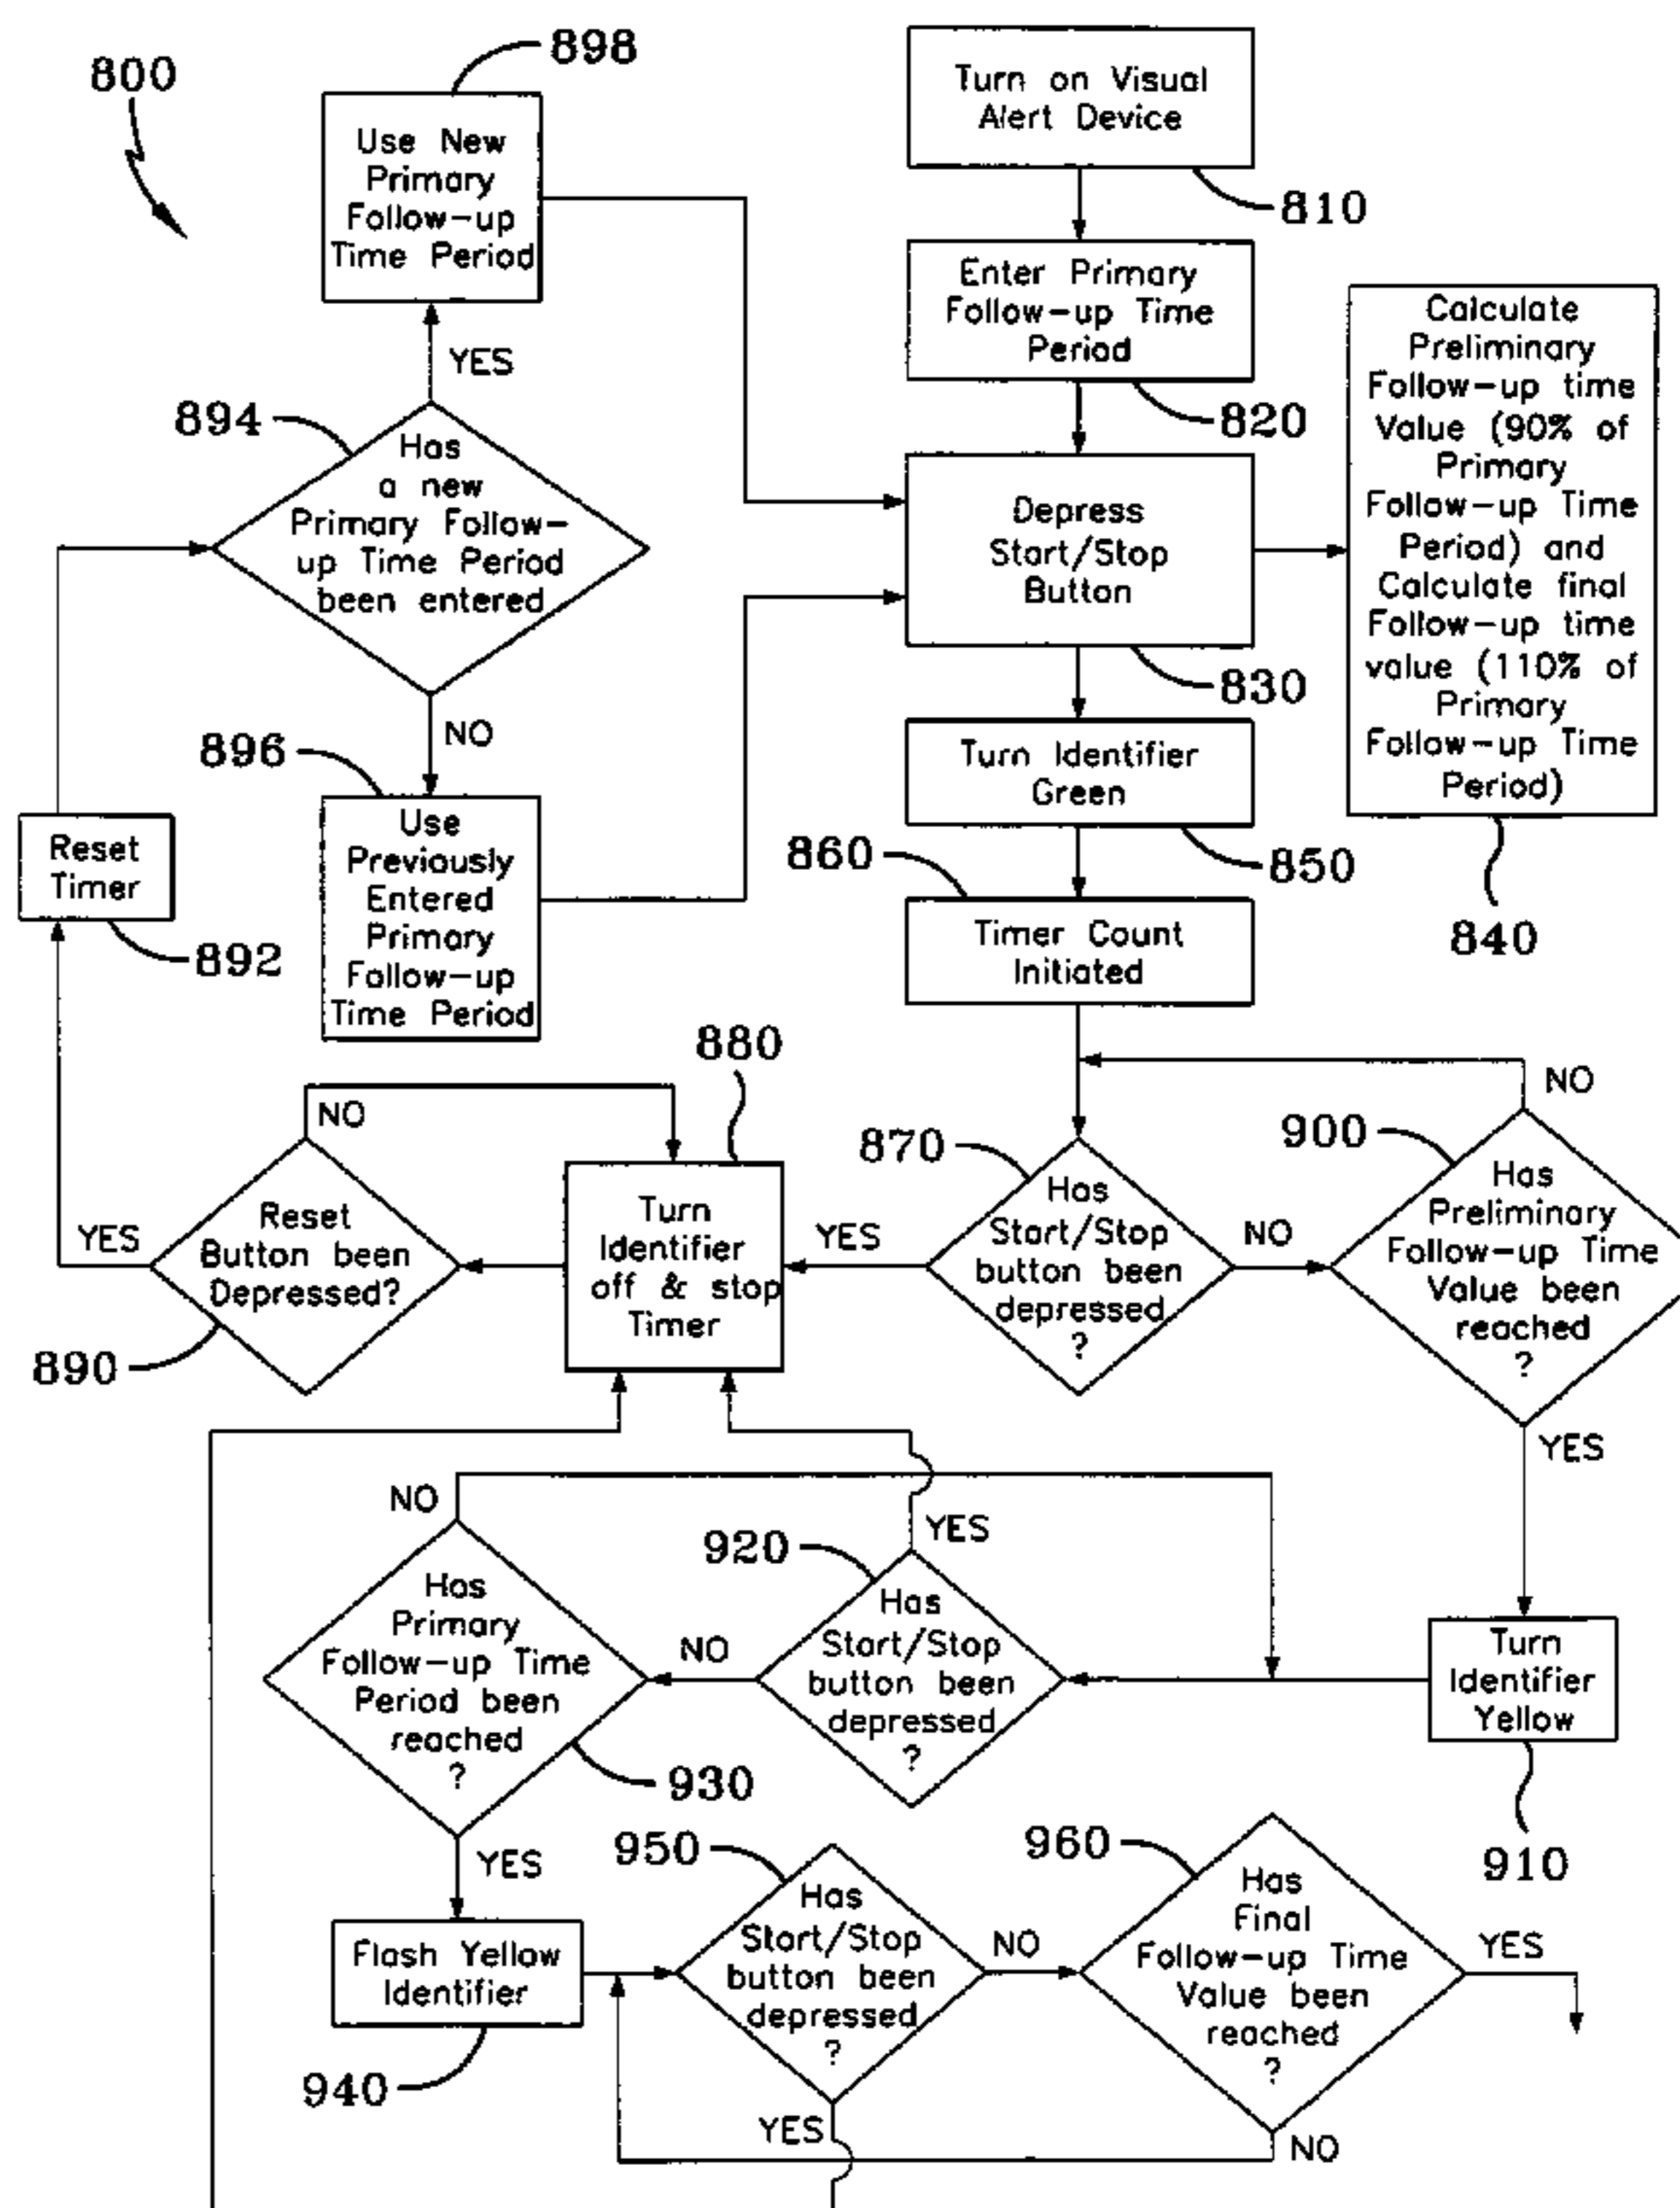 800
898
Use New
Primary
Follow-up
Time Period
YES
894
Has
a new
Primary Follow-
up Time Period
been entered
NO
896
Use
Previously
Entered
Primary
Follow-up
Time Period
Reset
Timer
892
Turn on Visual
Alert Device
810
Enter Primary
Follow-up Time
Period
820
Depress
Start/Stop
Button
830
Calculate
Preliminary
Follow-up time
Value (90% of
Primary
Follow-up Time
Period) and
Calculate final
Follow-up time
value (110% of
Primary
Follow-up Time
Period)
840
Turn Identifier
Green
850
860
Timer Count
Initiated
870
Has
Start/Stop
button been
depressed
?
YES
NO
900
Has
Preliminary
Follow-up Time
Value been
reached
?
NO
YES
880
Turn
Identifier
off & stop
Timer
NO
Reset
Button been
Depressed?
YES
890
Turn
Identifier
Yellow
910
920
Has
Start/Stop
button been
depressed
?
YES
NO
Has
Primary
Follow-up Time
Period been
reached
?
NO
930
YES
Flash Yellow
Identifier
940
950
Has
Start/Stop
button been
depressed
?
YES
NO
960
Has
Final
Follow-up Time
Value been
reached
?
YES
NO